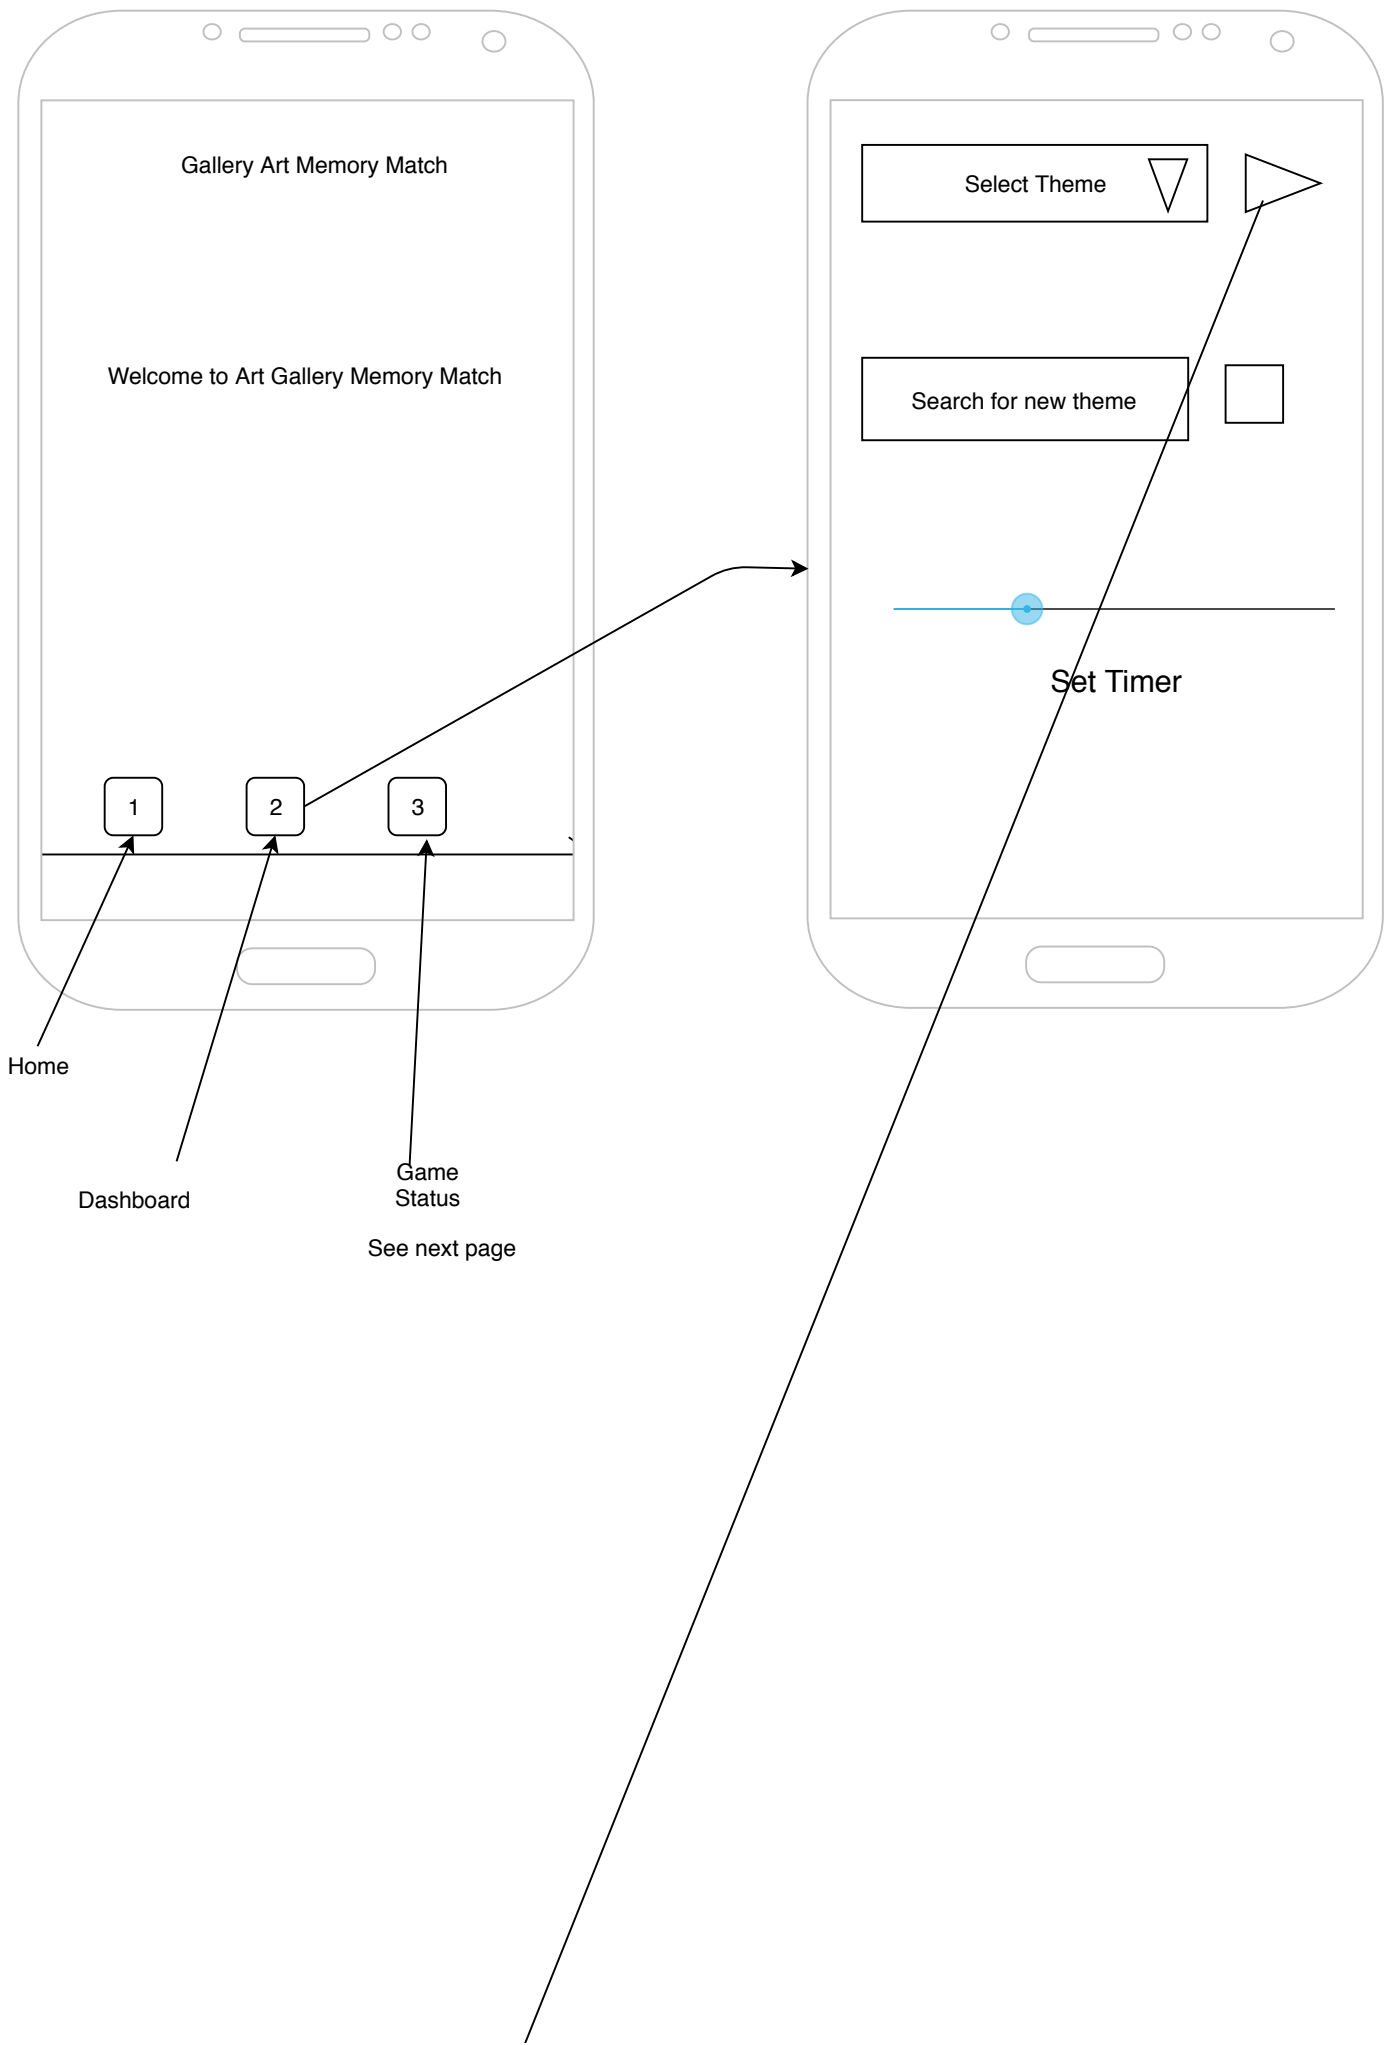 Gallery Art Memory Match
Welcome to Art Gallery Memory Match
1
2
3
Home
Dashboard
Game
Status
See next page
Select Theme
Search for new theme
Set Timer